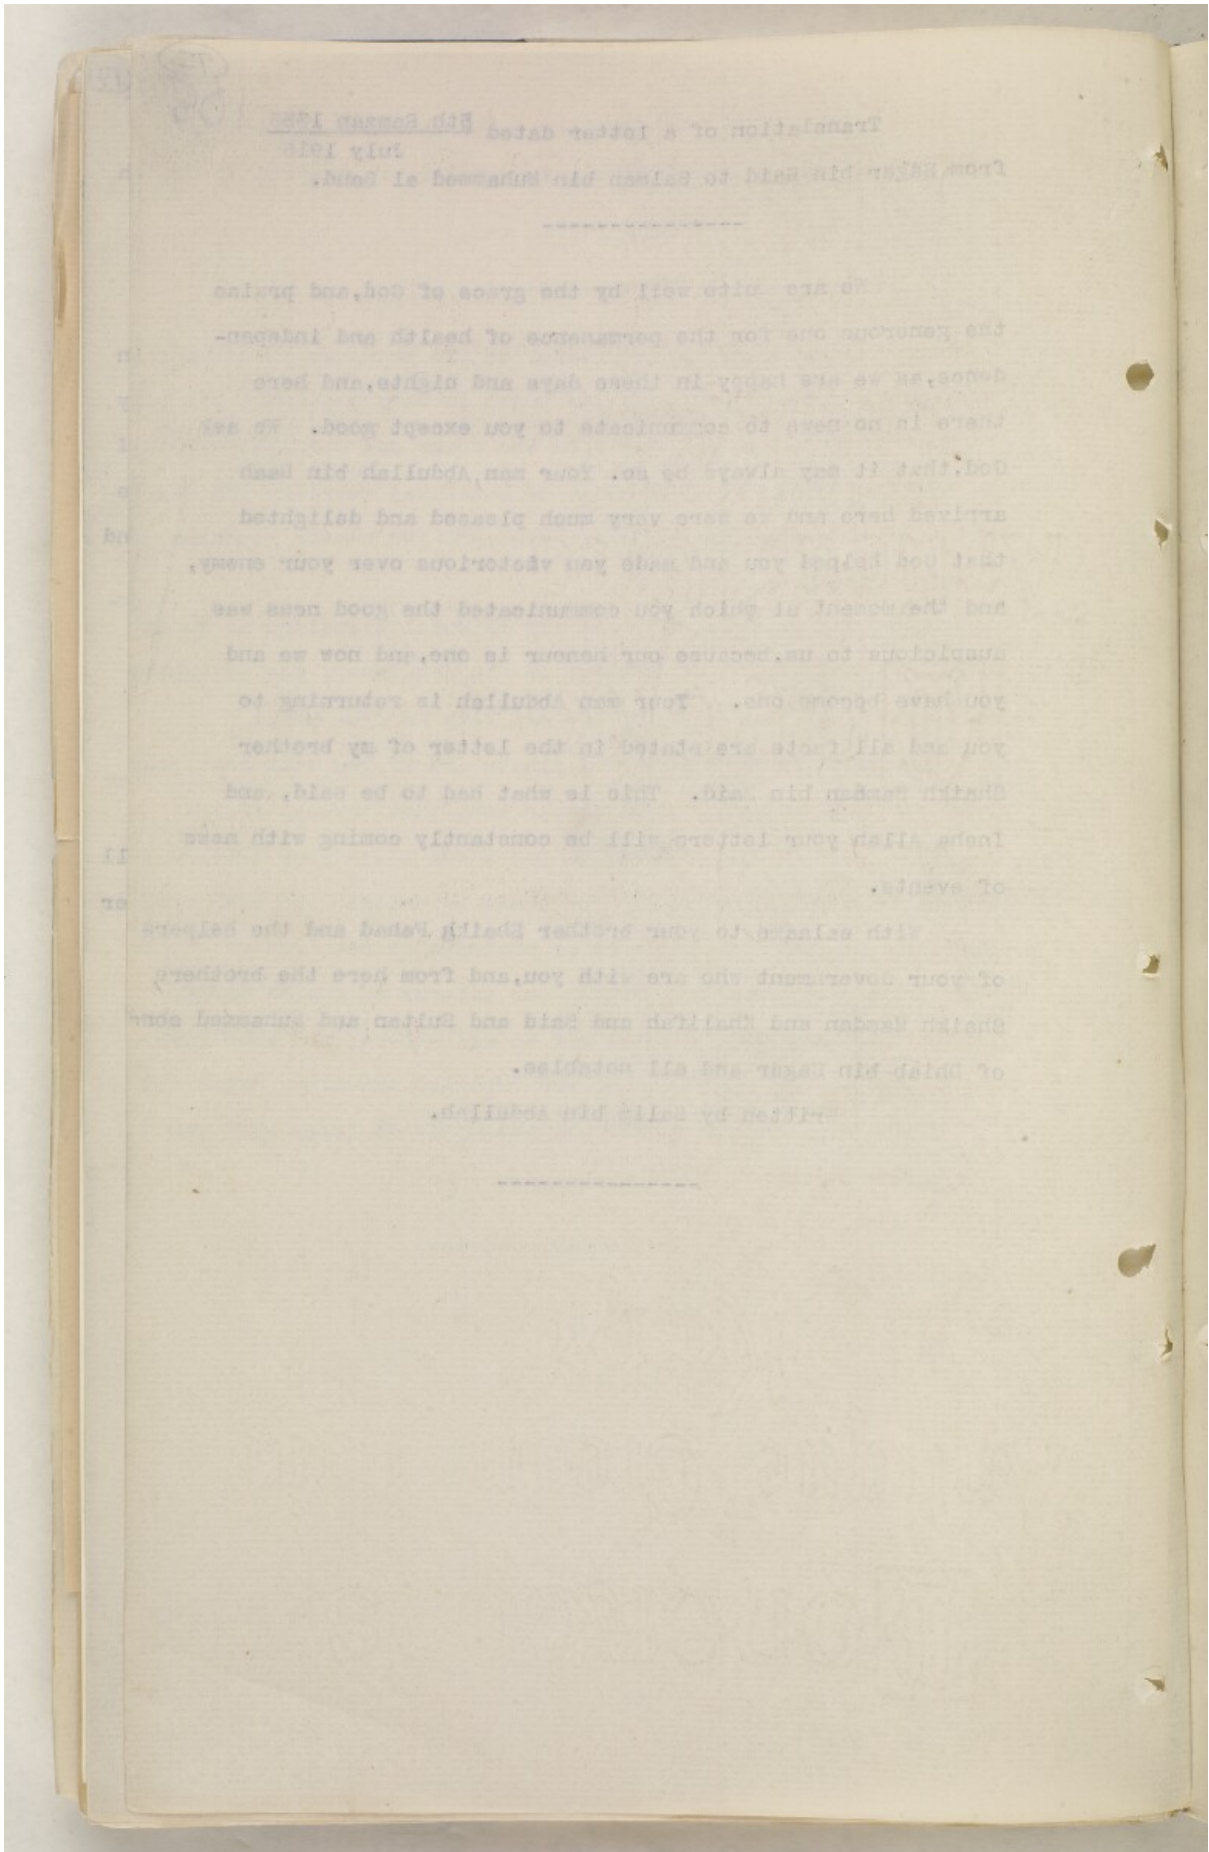 Translation of a letter dated 5th Ramzan
July
from bin Said to Salman bin Muhammed al Saud.
We are quite well by the grace of God, and praise
the generous one for the permanence of health and indepen-
dence, as we are happy in these days and nights, and here
there is no news to communicate to you except good. We ask
God, that it may always be so. Your man, Abdullah bin
arrived here and we were very much pleased and delighted
that God helped you and made you victorious over your enemy,
and the moment at which you communicated the good news was
auspicious to us, because our honour is one, and now we and
you have become one. Your man Abdullah is returning to
you and all facts are stated in the letter of my brother
Shaikh Hamdan bin Said. This is what had to be said, and
Insha Allah your letters will be constantly coming with news
of events.
With salaams to your brother Shaikh Fahad and the helpers
of your Government who are with you, and from here the brothers,
Shaikh Hamdan and Khalifah and Said and Sultan and Muhammed sons
of Dhiab bin and all notables.
Written by Salim bin Abdullah.